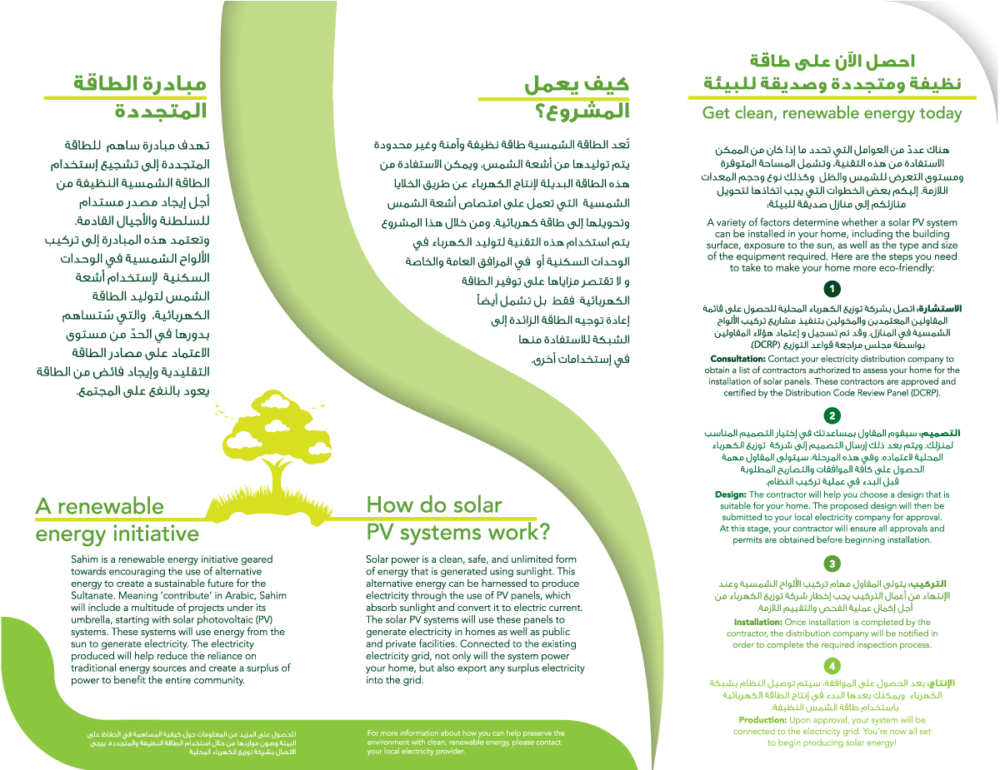 مبادرة الطاقة
المتجددة
تهدف مبادرة ساهم للطاقة
المتجددة إلى تشجيع إستخدام
الطاقة الشمسية النظيفة من
أجل إيجاد مصدر مستدام
للسلطنة والأجيال القادمة.
وتعتمد هذه المبادرة إلى تركيب
الألواح الشمسية في الوحدات
السكنية لإستخدام أشعة
الشمس لتوليد الطاقة
الكهربائية، والتي سُتساهم
بدورها في الحدّ من مستوى
الاعتماد على مصادر الطاقة
التقليدية وإيجاد فائض من الطاقة
يعود بالنفع على المجتمع.
A renewable
energy initiative
Sahim is a renewable energy initiative geared
towards encouraging the use of alternative
energy to create a sustainable future for the
Sultanate. Meaning ‘contribute’ in Arabic, Sahim
will include a multitude of projects under its
umbrella, starting with solar photovoltaic (PV)
systems. These systems will use energy from the
sun to generate electricity. The electricity
produced will help reduce the reliance on
traditional energy sources and create a surplus of
power to benefit the entire community.
للحصول على المزيد من المعلومات حول كيفية المساهمة في الحفاظ على
البيئة وصون مواردها من خلال استخدام الطاقة النظيفة والمتجددة، يرجى
الاتصال بشركة توزيع الكهرباء المحلية
كيف يعمل
المشروع؟
تُعد الطاقة الشمسية طاقة نظيفة وآمنة وغير محدودة
يتم توليدها من أشعة الشمس، ويمكن الاستفادة من
هذه الطاقة البديلة لإنتاج الكهرباء عن طريق الخلايا
الشمسية التي تعمل على امتصاص أشعة الشمس
وتحويلها إلى طاقة كهربائية. ومن خلال هذا المشروع
يتم استخدام هذه التقنية لتوليد الكهرباء في
الوحدات السكنية أو في المرافق العامة والخاصة
و لا تقتصر مزاياها على توفير الطاقة
الكهربائية فقط بل تشمل أيضاً
إعادة توجيه الطاقة الزائدة إلى
الشبكة للاستفادة منها
في إستخدامات أخرى.
How do solar
PV systems work?
Solar power is a clean, safe, and unlimited form
of energy that is generated using sunlight. This
alternative energy can be harnessed to produce
electricity through the use of PV panels, which
absorb sunlight and convert it to electric current.
The solar PV systems will use these panels to
generate electricity in homes as well as public
and private facilities. Connected to the existing
electricity grid, not only will the system power
your home, but also export any surplus electricity
into the grid.
For more information about how you can help preserve the
environment with clean, renewable energy, please contact
your local electricity provider.
احصل الآن على طاقة
نظيفة ومتجددة وصديقة للبيئة
Get clean, renewable energy today
هناك عددّ من العوامل التي تحدد ما إذا كان من الممكن
الاستفادة من هذه التقنية، وتشمل المساحة المتوفرة
ومستوى التعرض للشمس والظل وكذلك نوع وحجم المعدات
اللازمة. إليكم بعض الخطوات التي يجب اتخاذها لتحويل
منازلكم إلى منازل صديقة للبيئة:
A variety of factors determine whether a solar PV system
can be installed in your home, including the building
surface, exposure to the sun, as well as the type and size
of the equipment required. Here are the steps you need
to take to make your home more eco-friendly:
1
الاستشارة: اتصل بشركة توزيع الكهرباء المحلية للحصول على قائمة
المقاولين المعتمدين والمخولين بتنفيذ مشاريع تركيب الألواح
الشمسية في المنازل. وقد تم تسجيل و إعتماد هؤلاء المقاولين
بواسطة مجلس مراجعة قواعد التوزيع (DCRP).
Consultation: Contact your electricity distribution company to
obtain a list of contractors authorized to assess your home for the
installation of solar panels. These contractors are approved and
certified by the Distribution Code Review Panel (DCRP).
2
التصميم: سيقوم المقاول بمساعدتك في إختيار التصميم المناسب
لمنزلك. ويتم بعد ذلك إرسال التصميم إلى شركة توزيع الكهرباء
المحلية لاعتماده. وفي هذه المرحلة، سيتولى المقاول مهمة
الحصول على كافة الموافقات والتصاريح المطلوبة
قبل البدء في عملية تركيب النظام.
Design: The contractor will help you choose a design that is
suitable for your home. The proposed design will then be
submitted to your local electricity company for approval.
At this stage, your contractor will ensure all approvals and
permits are obtained before beginning installation.
3
التركيب: يتولى المقاول مهام تركيب الألواح الشمسية وعند
الإنتهاء من أعمال التركيب يجب إخطار شركة توزيع الكهرباء من
أجل إكمال عملية الفحص والتقييم اللازمة.
Installation: Once installation is completed by the
contractor, the distribution company will be notified in
order to complete the required inspection process.
4
الإنتاج: بعد الحصول على الموافقة، سيتم توصيل النظام بشبكة
الكهرباء ويمكنك بعدها البدء في إنتاج الطاقة الكهربائية
باستخدام طاقة الشمس النظيفة.
Production: Upon approval, your system will be
connected to the electricity grid. You’re now all set
to begin producing solar energy!